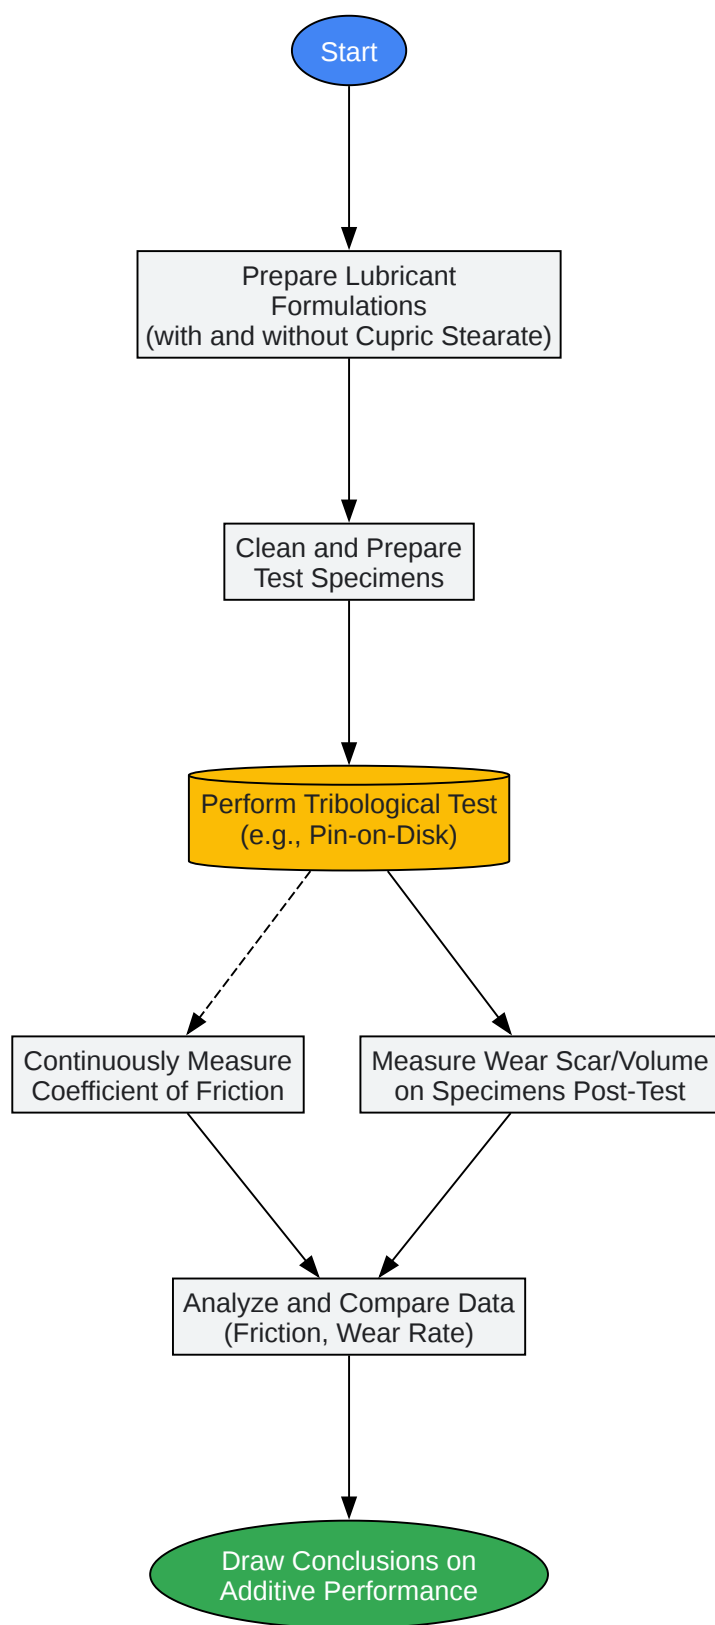 Start
Prepare Lubricant
Formulations
(with and without Cupric Stearate)
Clean and Prepare
Test Specimens
Perform Tribological Test
(e.g., Pin-on-Disk)
Continuously Measure
Coefficient of Friction
Measure Wear Scar/Volume
on Specimens Post-Test
Analyze and Compare Data
(Friction, Wear Rate)
Draw Conclusions on
Additive Performance